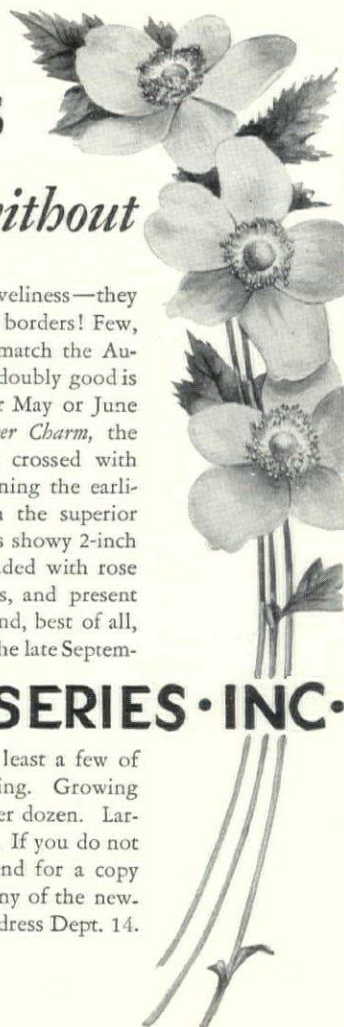 s
without
veliness—they
borders! Few,
match the Au-
doubly good is
r May or June
er Charm, the
crossed with
ning the earli-
n the superior
s showy 2-inch
ded with rose
s, and present
nd, best of all,
he late Septem-
SERIES·INC·
least a few of
ing. Growing
er dozen. Lar-
If you do not
nd for a copy
ny of the new-
dress Dept. 14.